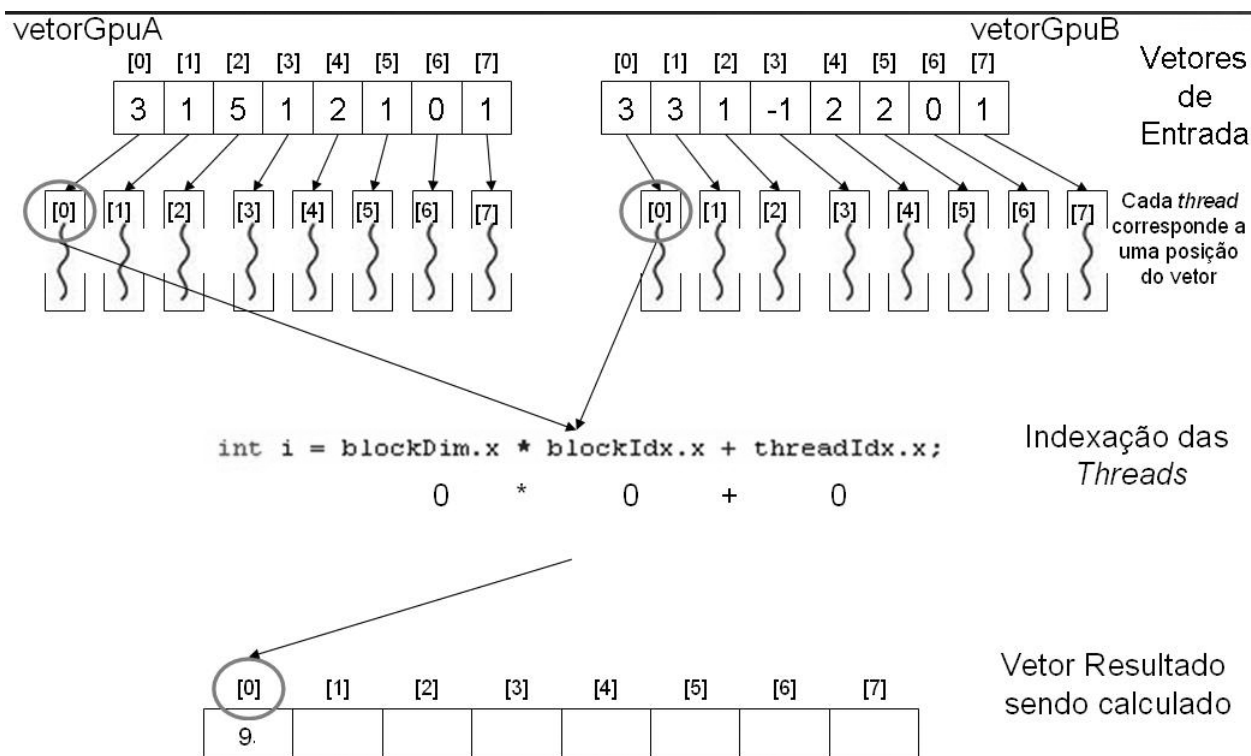 vetorGpuA
vetorGpuB
[0] [1] [2] [3] [4] [5] [6] [7]
[0] [1] [2] [3] [4] [5] [6] [7]
3 1 5 1 2 1 0 1
3 3 1 -1 2 2 0 1
Vetores
de
Entrada
[0] [1] [2] [3] [4] [5] [6] [7]
[0] [1] [2] [3] [4] [5] [6] [7]
Cada thread
corresponde a
uma posição
do vetor
int i = blockDim.x * blockIdx.x + threadIdx.x;
0 * 0 + 0
Indexação das
Threads
[0] [1] [2] [3] [4] [5] [6] [7]
9.
Vetor Resultado
sendo calculado